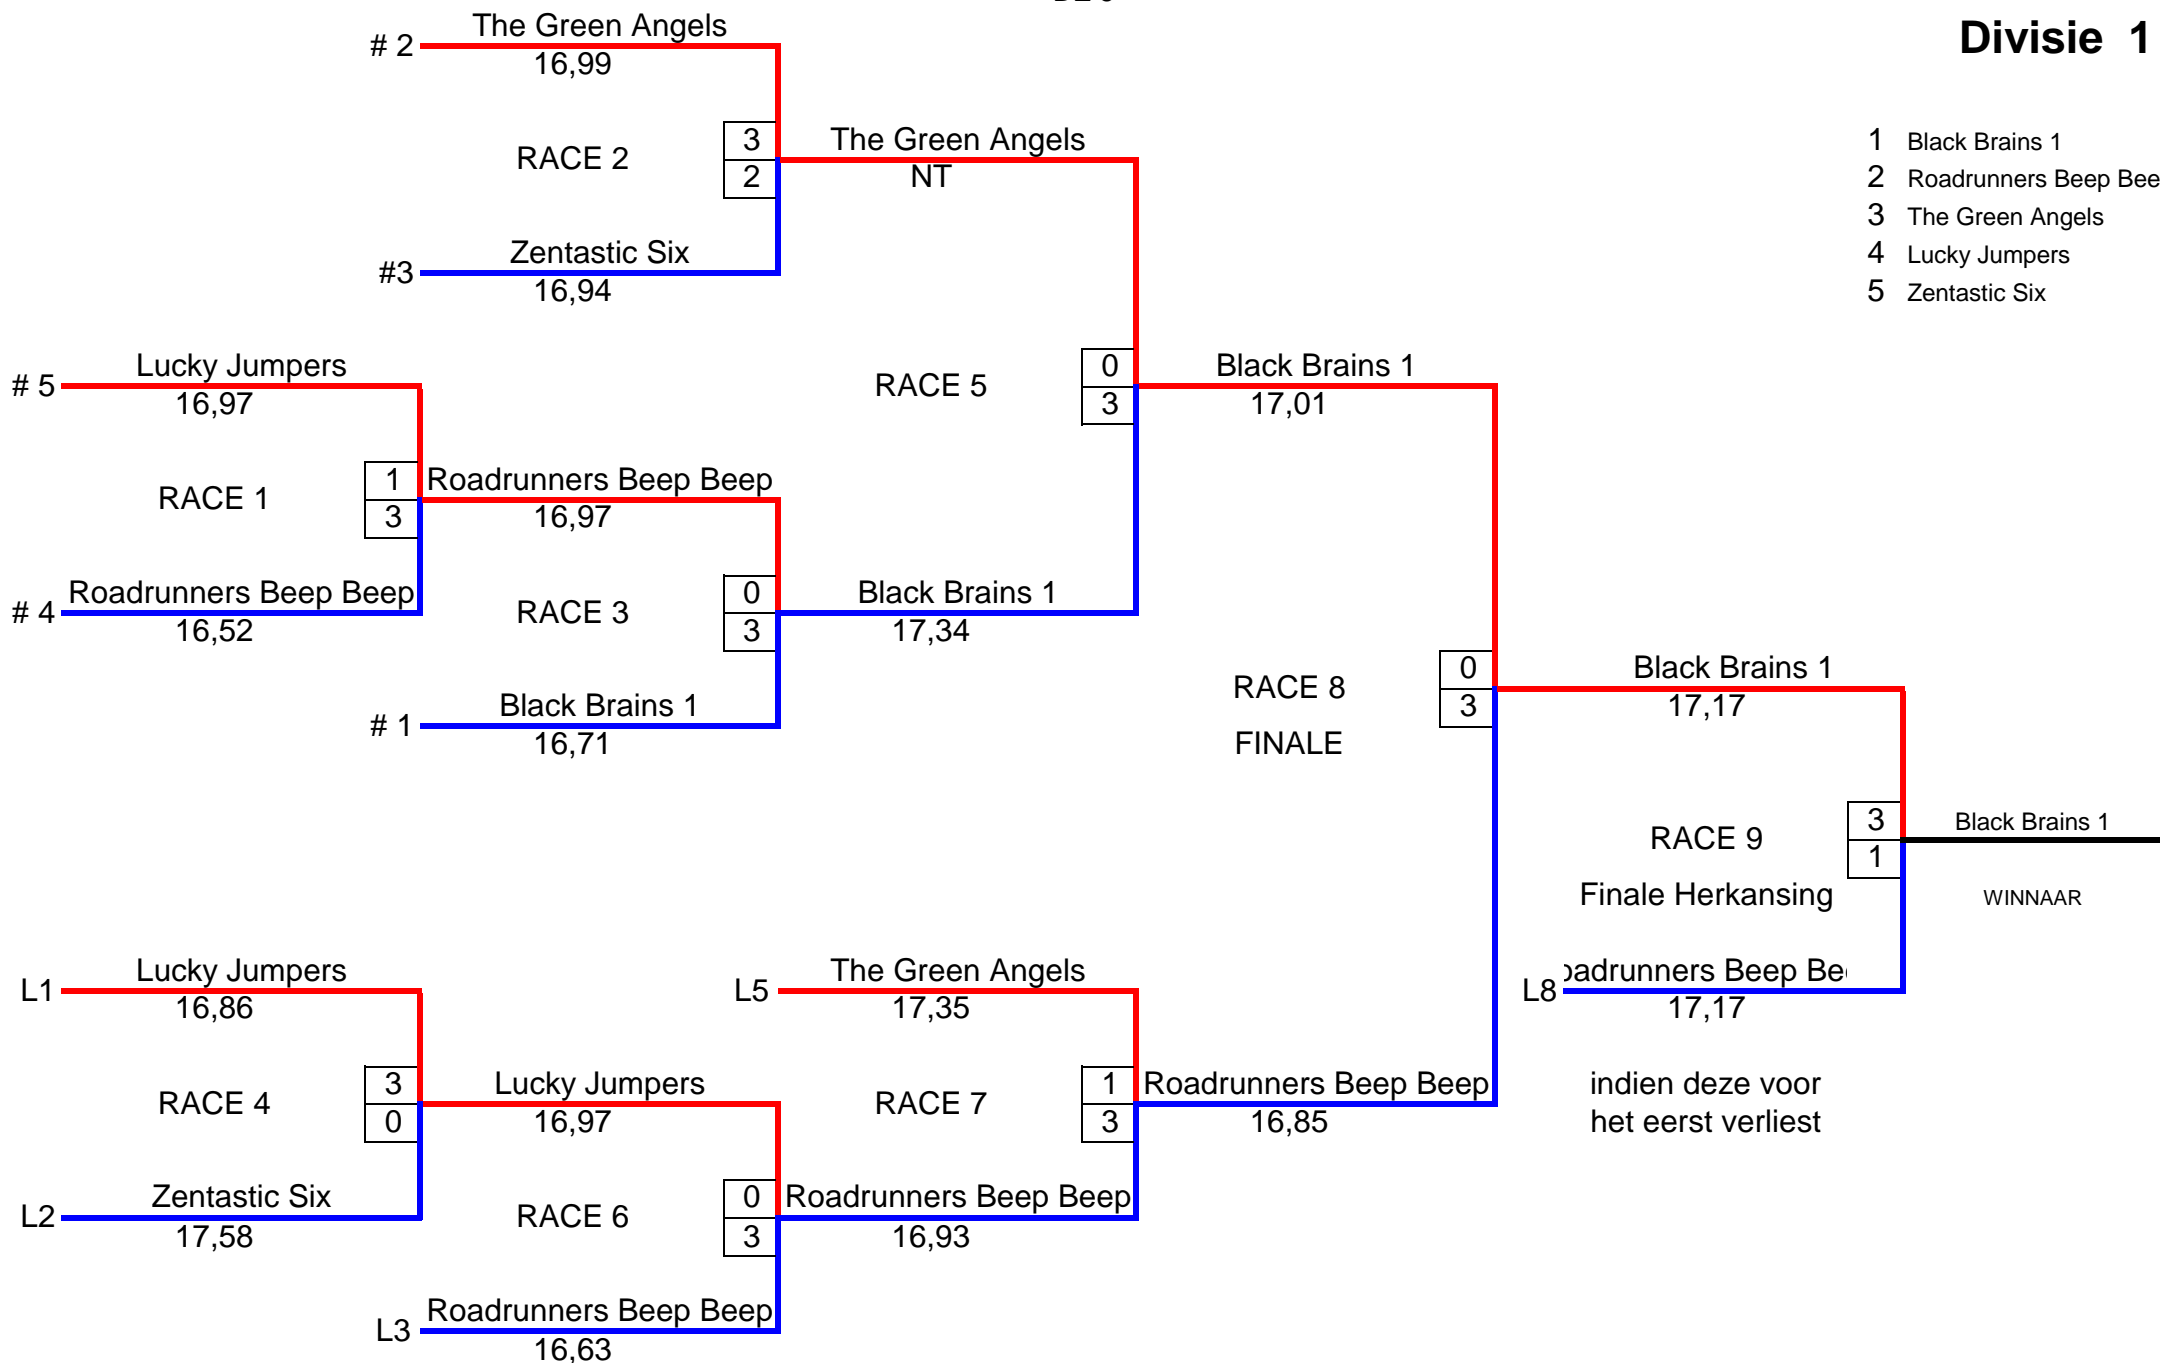 Divisie 1
1 Black Brains 1
2 Roadrunners Beep Bee
3 The Green Angels
4 Lucky Jumpers
5 Zentastic Six
# 2 The Green Angels
16,99
RACE 2
3
2
#3 Zentastic Six
16,94
The Green Angels
NT
# 5 Lucky Jumpers
16,97
RACE 1
1
3
# 4 Roadrunners Beep Beep
16,52
Roadrunners Beep Beep
16,97
RACE 3
0
3
# 1 Black Brains 1
16,71
RACE 5
0
3
Black Brains 1
17,34
Black Brains 1
17,01
RACE 8
FINALE
0
3
Black Brains 1
17,17
RACE 9
Finale Herkansing
3
1
Black Brains 1
WINNAAR
L8 oadrunners Beep Bee
17,17
indien deze voor
het eerst verliest
L1 Lucky Jumpers
16,86
RACE 4
3
0
L2 Zentastic Six
17,58
Lucky Jumpers
16,97
RACE 6
0
3
L3 Roadrunners Beep Beep
16,63
L5 The Green Angels
17,35
RACE 7
1
3
Roadrunners Beep Beep
16,93
Roadrunners Beep Beep
16,85